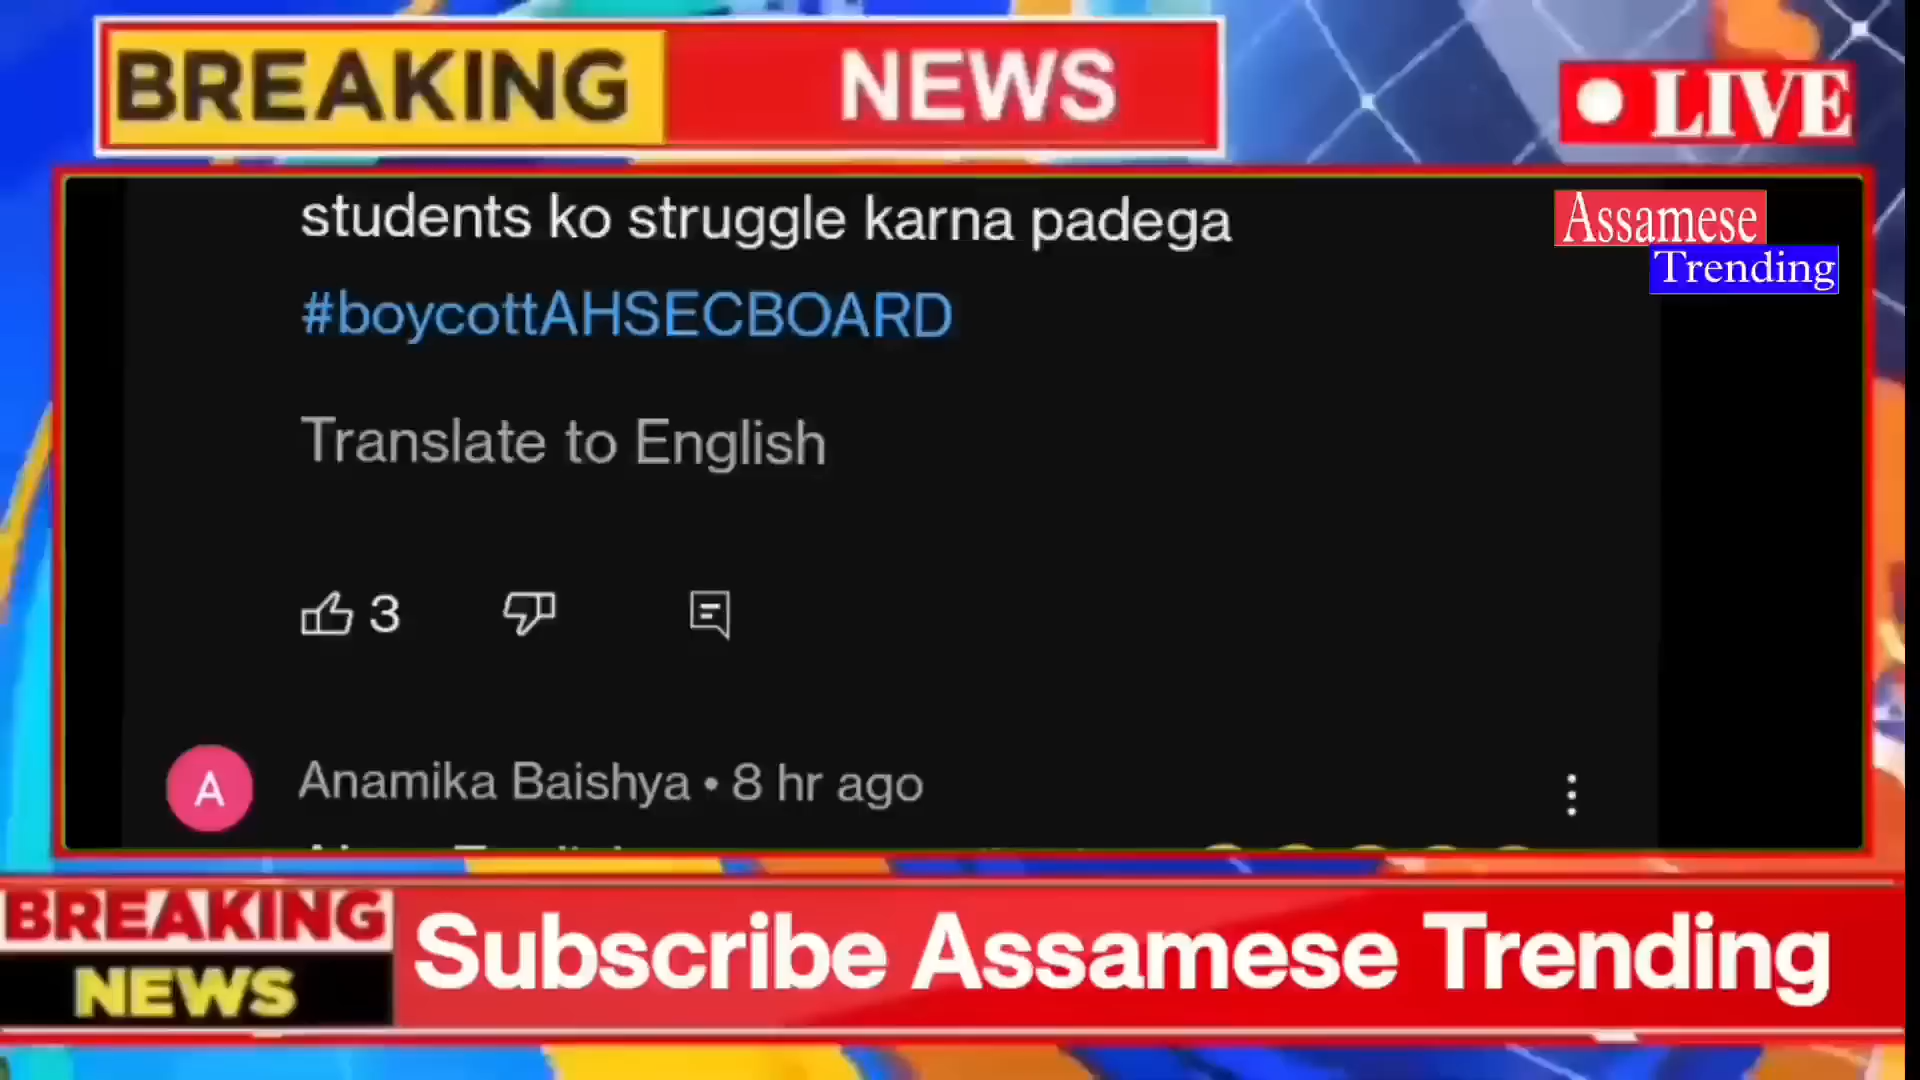 BREAKING NEWS
LIVE
Assamese
Trending
students ko struggle karna padega
#boycottAHSECBOARD
Translate to English
3
A
Anamika Baishya • 8 hr ago
BREAKING
NEWS
Subscribe Assamese Trending